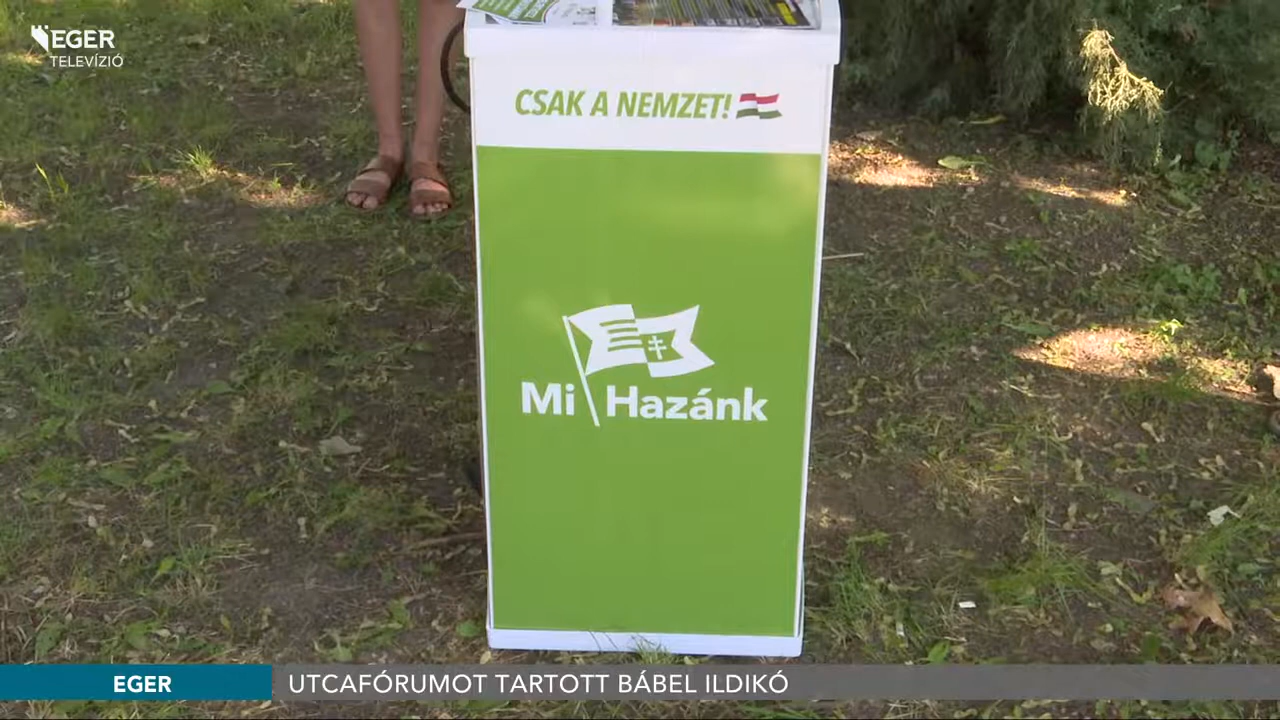 EGER
TELEVÍZIÓ
CSAK A NEMZET!
Mi Hazánk
EGER
UTCAFÓRUMOT TARTOTT BÁBEL ILDIKÓ